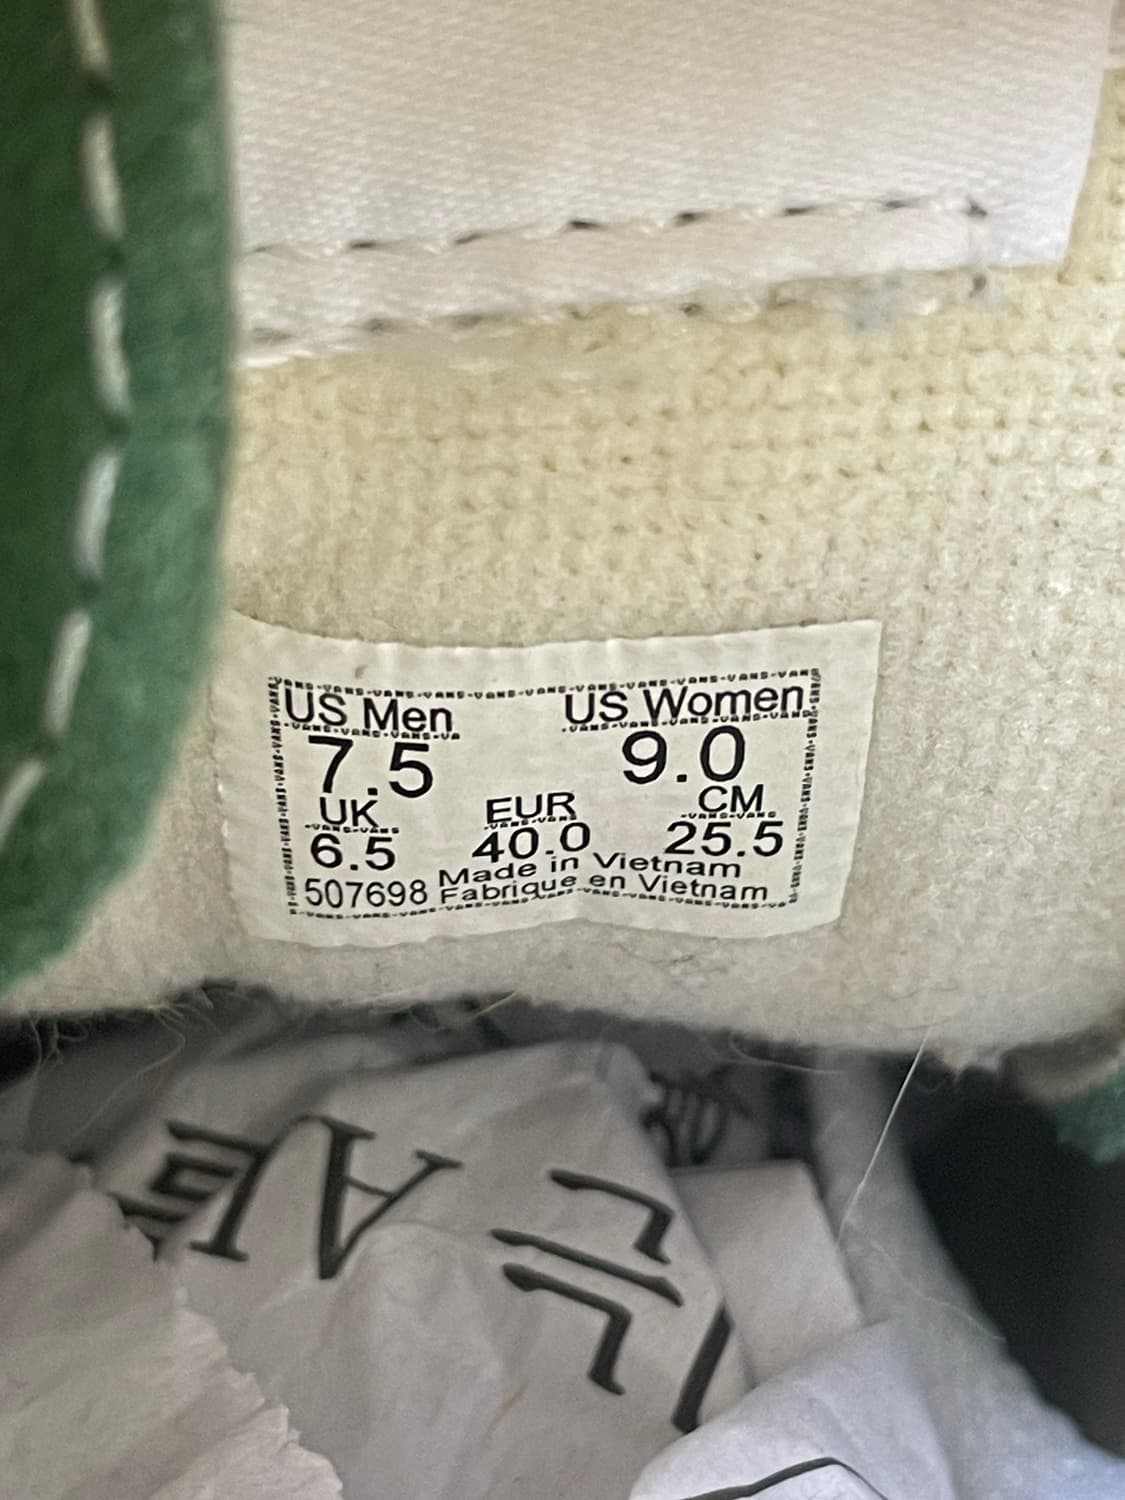 US Men US Women
7.5 9.0
UK EUR CM
6.5 40.0 25.5
Made in Vietnam
507698 Fabrique en Vietnam